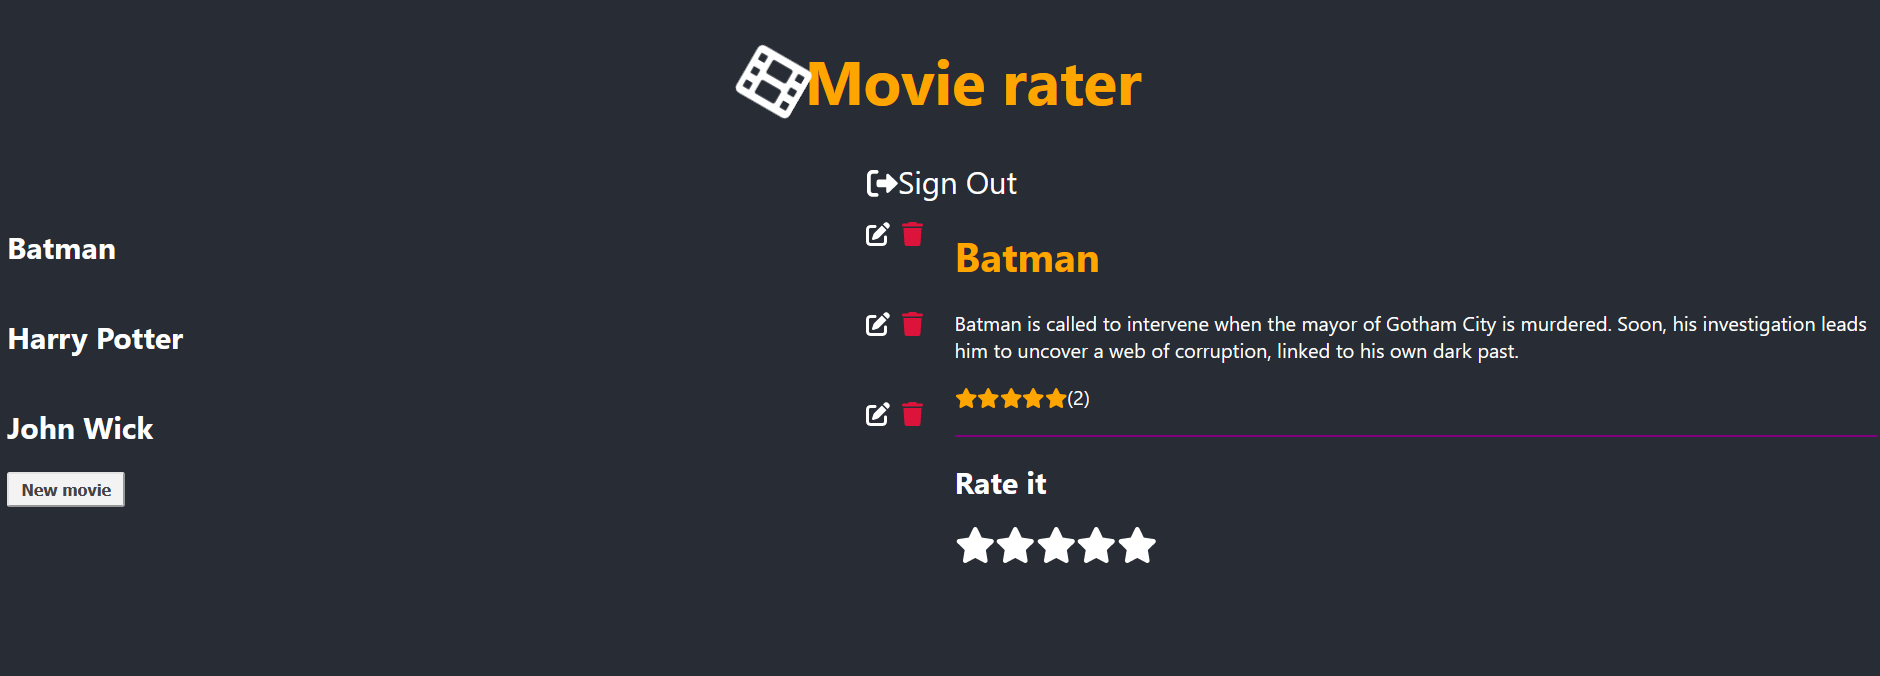 Movie rater
Sign Out
Batman
Harry Potter
John Wick
New movie
Batman
Batman is called to intervene when the mayor of Gotham City is murdered. Soon, his investigation leads
him to uncover a web of corruption, linked to his own dark past.
(2)
Rate it